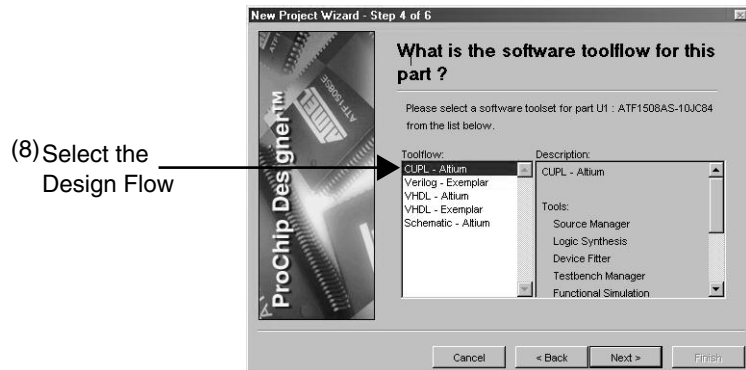 New Project Wizard - Step 4 of 6
What is the software toolflow for this
part ?
Please select a software toolset for part U1 : ATF1508AS-10JC84
from the list below.
(8) Select the
Design Flow
ProChip Designer™
ATMEL
ATF1508SE
Toolflow:
CUPL - Altium
Verilog - Exemplar
VHDL - Altium
VHDL - Exemplar
Schematic - Altium
Description:
CUPL - Altium
Tools:
Source Manager
Logic Synthesis
Device Fitter
Testbench Manager
Functional Simulation
Cancel
< Back
Next >
Finish